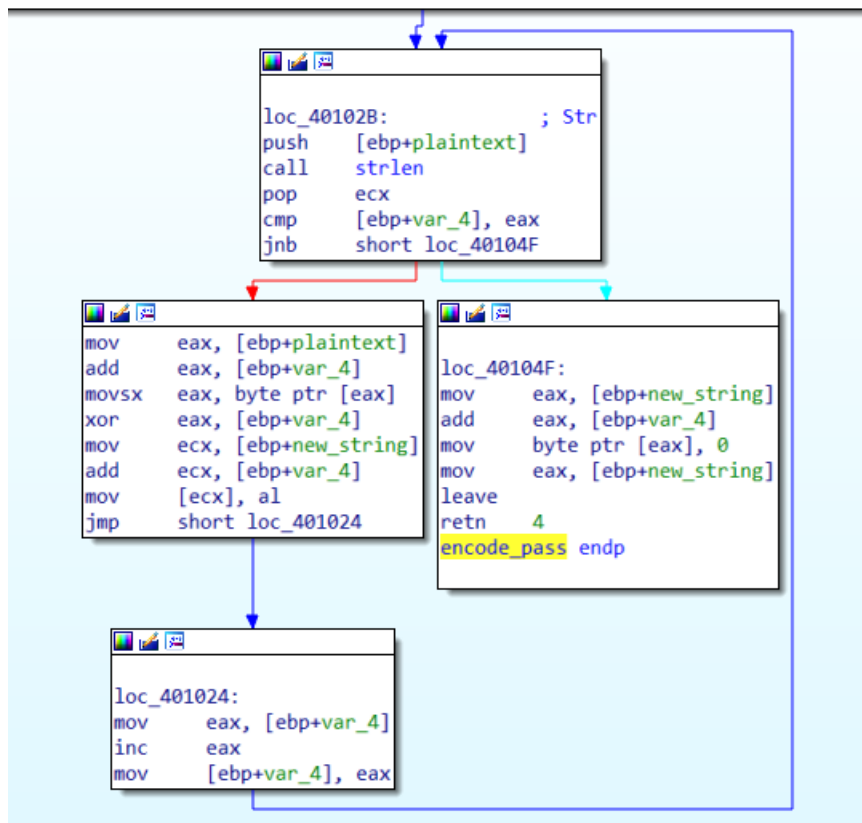 loc_40102B: ; Str
push [ebp+plaintext]
call strlen
pop ecx
cmp [ebp+var_4], eax
jnb short loc_40104F
mov eax, [ebp+plaintext]
add eax, [ebp+var_4]
movsx eax, byte ptr [eax]
xor eax, [ebp+var_4]
mov ecx, [ebp+new_string]
add ecx, [ebp+var_4]
mov [ecx], al
jmp short loc_401024
loc_40104F:
mov eax, [ebp+new_string]
add eax, [ebp+var_4]
mov byte ptr [eax], 0
mov eax, [ebp+new_string]
leave
retn 4
encode_pass endp
loc_401024:
mov eax, [ebp+var_4]
inc eax
mov [ebp+var_4], eax